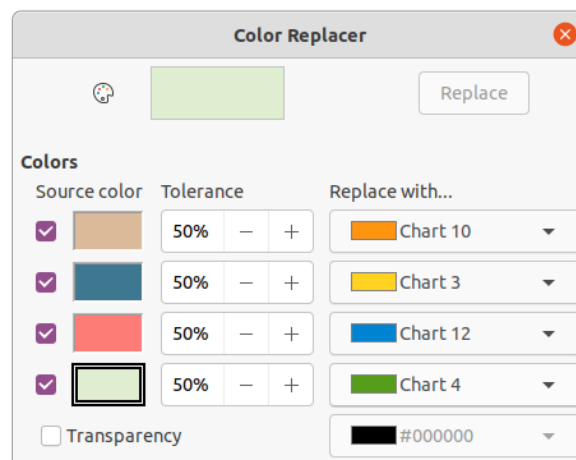 Color Replacer
Replace
Colors
Source color Tolerance Replace with...
50% − + Chart 10
50% − + Chart 3
50% − + Chart 12
50% − + Chart 4
Transparency #000000